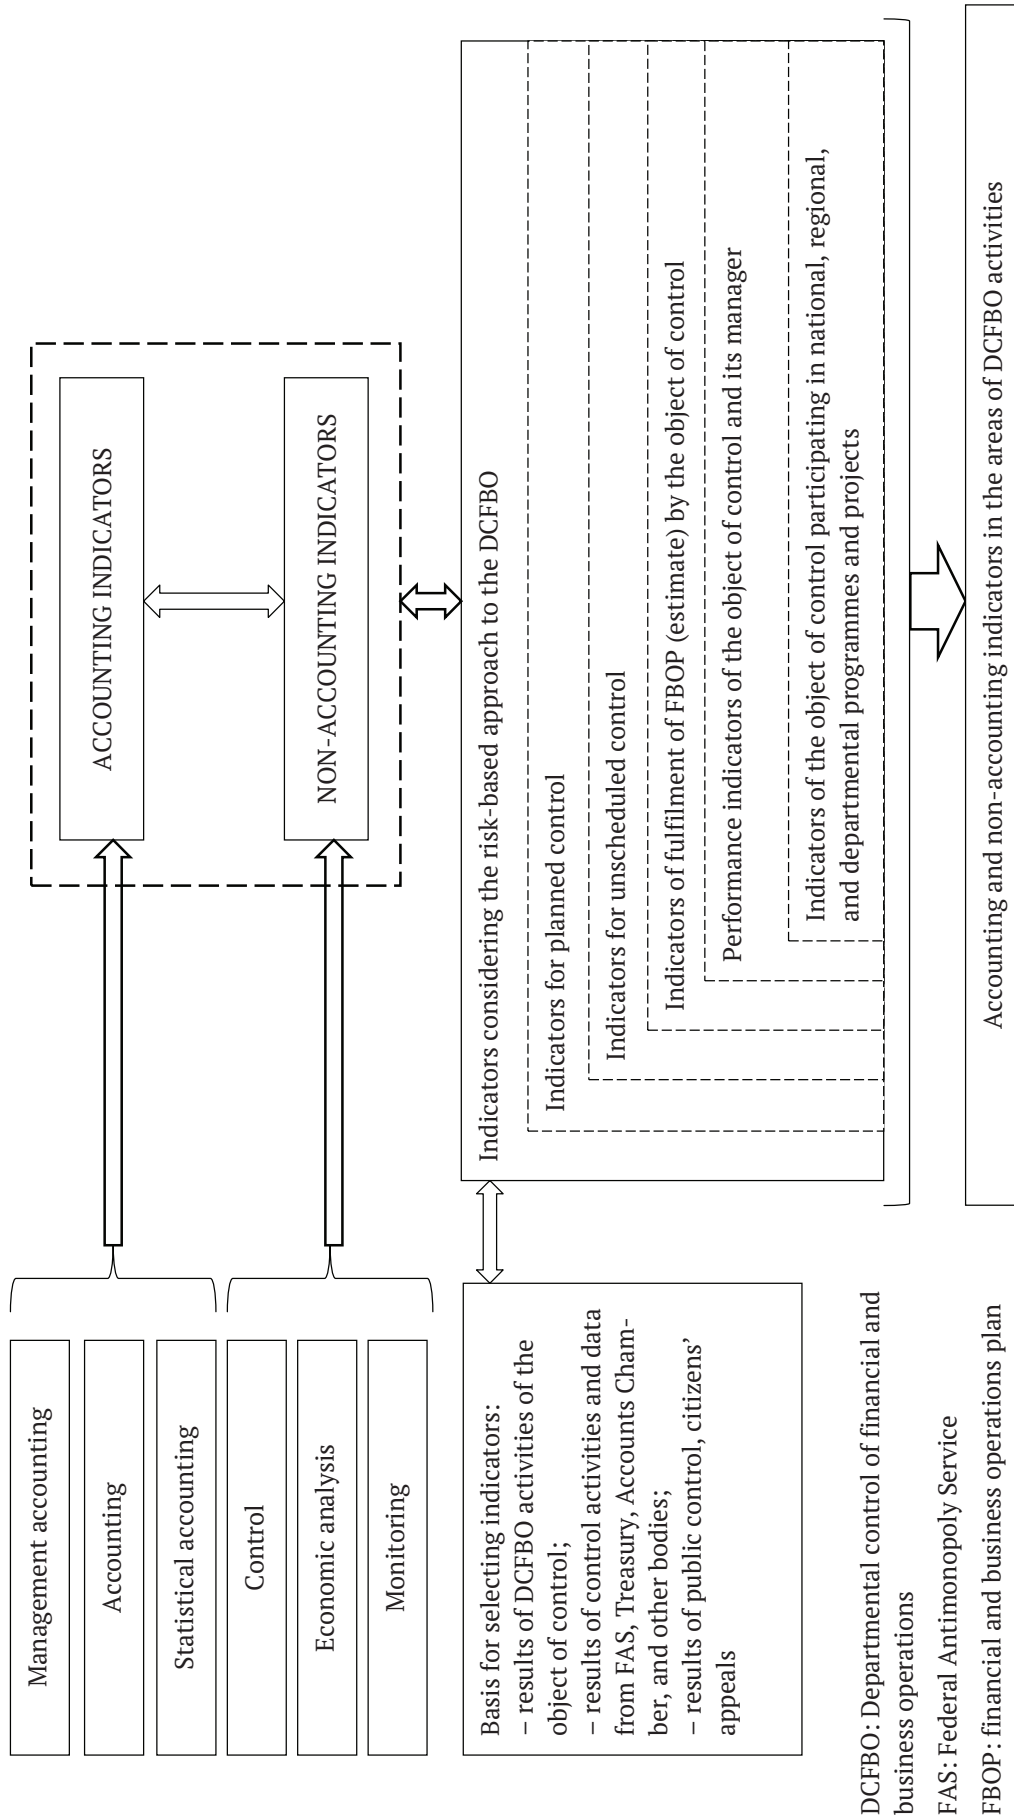 Management accounting
Accounting
Statistical accounting
Control
Economic analysis
Monitoring
ACCOUNTING INDICATORS
NON-ACCOUNTING INDICATORS
Basis for selecting indicators:
– results of DCFBO activities of the
object of control;
– results of control activities and data
from FAS, Treasury, Accounts Cham-
ber, and other bodies;
– results of public control, citizens’
appeals
Indicators considering the risk-based approach to the DCFBO
Indicators for planned control
Indicators for unscheduled control
Indicators of fulfilment of FBOP (estimate) by the object of control
Performance indicators of the object of control and its manager
Indicators of the object of control participating in national, regional,
and departmental programmes and projects
Accounting and non-accounting indicators in the areas of DCFBO activities
DCFBO: Departmental control of financial and
business operations
FAS: Federal Antimonopoly Service
FBOP: financial and business operations plan